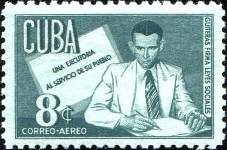 CUBA
UNA EJECUTORIA
AL SERVICIO DE SU PUEBLO
8¢
CORREO-AEREO
GUITERAS FIRMA LEYES SOCIALES